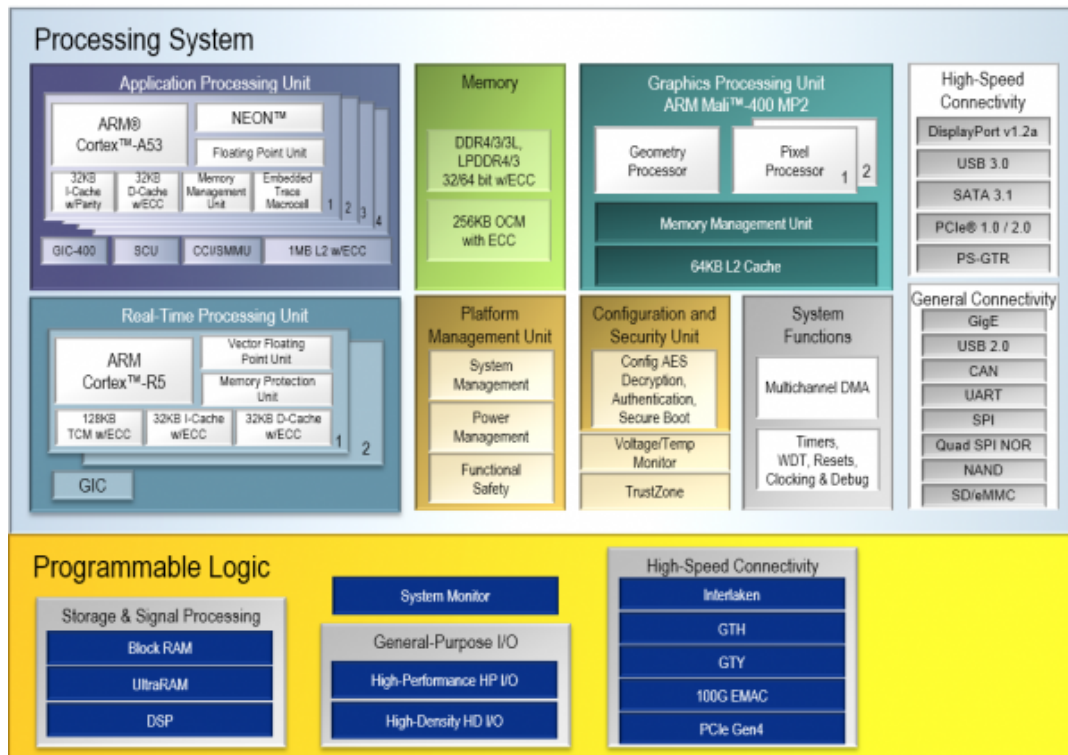 Processing System
Application Processing Unit
ARM®
Cortex™-A53
NEON™
Floating Point Unit
32KB
I-Cache
w/Parity
32KB
D-Cache
w/ECC
Memory
Management
Unit
Embedded
Trace
Macrocell
1
2
3
4
GIC-400
SCU
CCI/SMMU
1MB L2 w/ECC
Memory
DDR4/3/3L,
LPDDR4/3
32/64 bit w/ECC
256KB OCM
with ECC
Graphics Processing Unit
ARM Mali™-400 MP2
Geometry
Processor
Pixel
Processor
1
2
Memory Management Unit
64KB L2 Cache
High-Speed
Connectivity
DisplayPort v1.2a
USB 3.0
SATA 3.1
PCIe® 1.0 / 2.0
PS-GTR
Real-Time Processing Unit
ARM
Cortex™-R5
Vector Floating
Point Unit
Memory Protection
Unit
128KB
TCM w/ECC
32KB I-Cache
w/ECC
32KB D-Cache
w/ECC
1
2
GIC
Platform
Management Unit
System
Management
Power
Management
Functional
Safety
Configuration and
Security Unit
Config AES
Decryption,
Authentication,
Secure Boot
Voltage/Temp
Monitor
TrustZone
System
Functions
Multichannel DMA
Timers,
WDT, Resets,
Clocking & Debug
General Connectivity
GigE
USB 2.0
CAN
UART
SPI
Quad SPI NOR
NAND
SD/eMMC
Programmable Logic
Storage & Signal Processing
Block RAM
UltraRAM
DSP
System Monitor
General-Purpose I/O
High-Performance HP I/O
High-Density HD I/O
High-Speed Connectivity
Interlaken
GTH
GTY
100G EMAC
PCIe Gen4